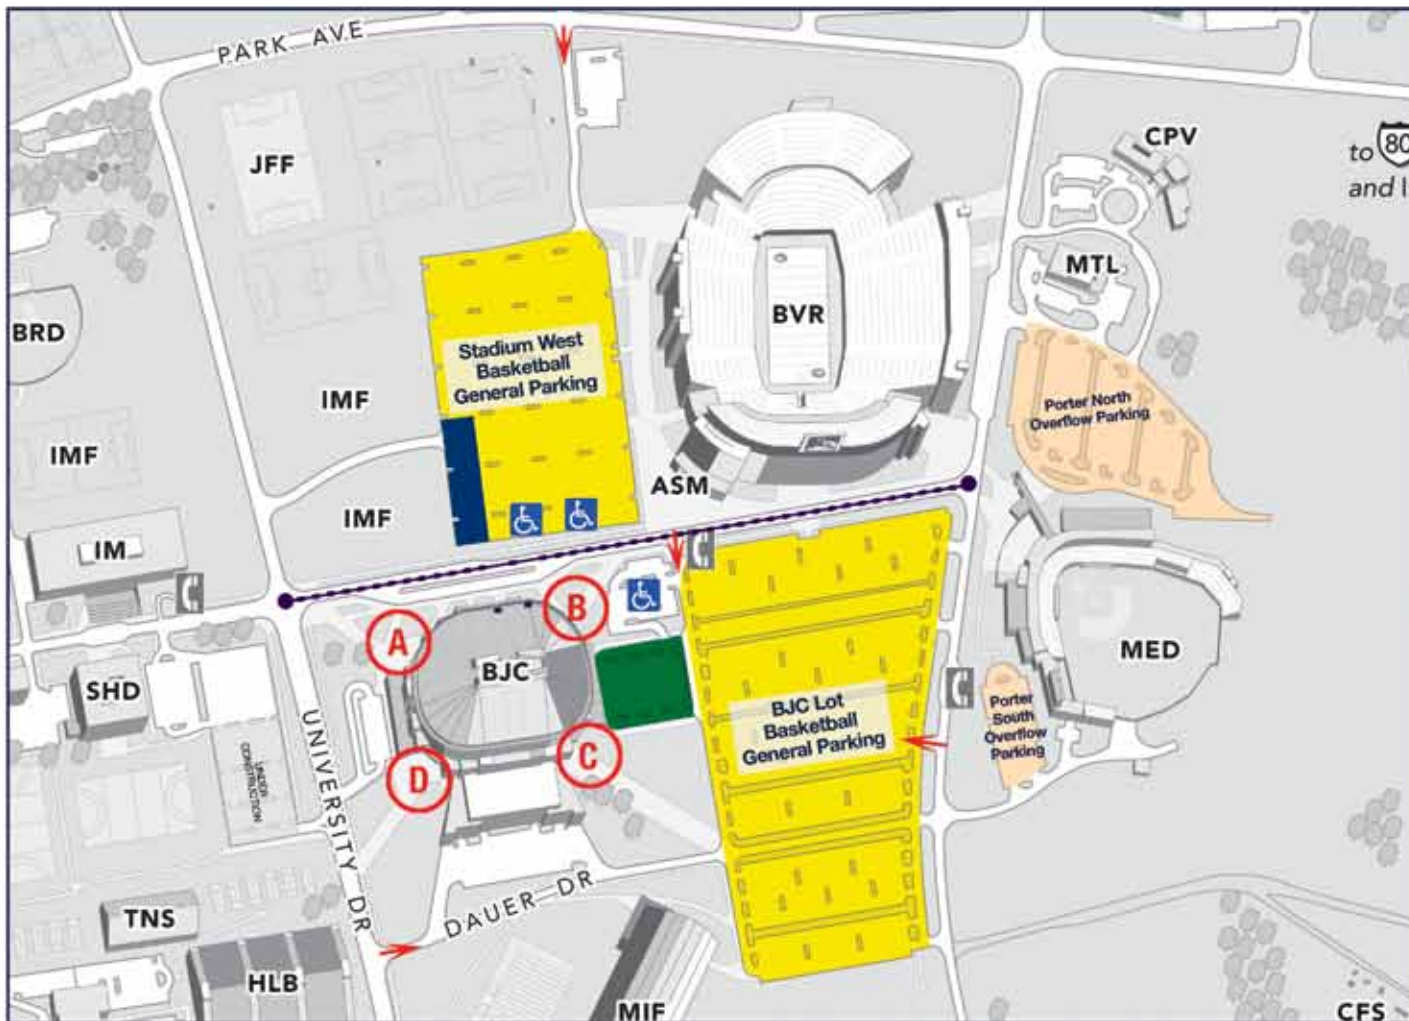 PARK AVE
CPV
to 80
and I
JFF
MTL
BVR
BRD
Stadium West
Basketball
General Parking
IMF
Porter North
Overflow Parking
IMF
ASM
IMF
IM
A
B
BJC
SHD
MED
BJC Lot
Basketball
General Parking
Porter
South
Overflow
Parking
UNDER
CONSTRUCTION
UNIVERSITY DR
D
C
DAUER DR
TNS
HLB
MIF
CFS